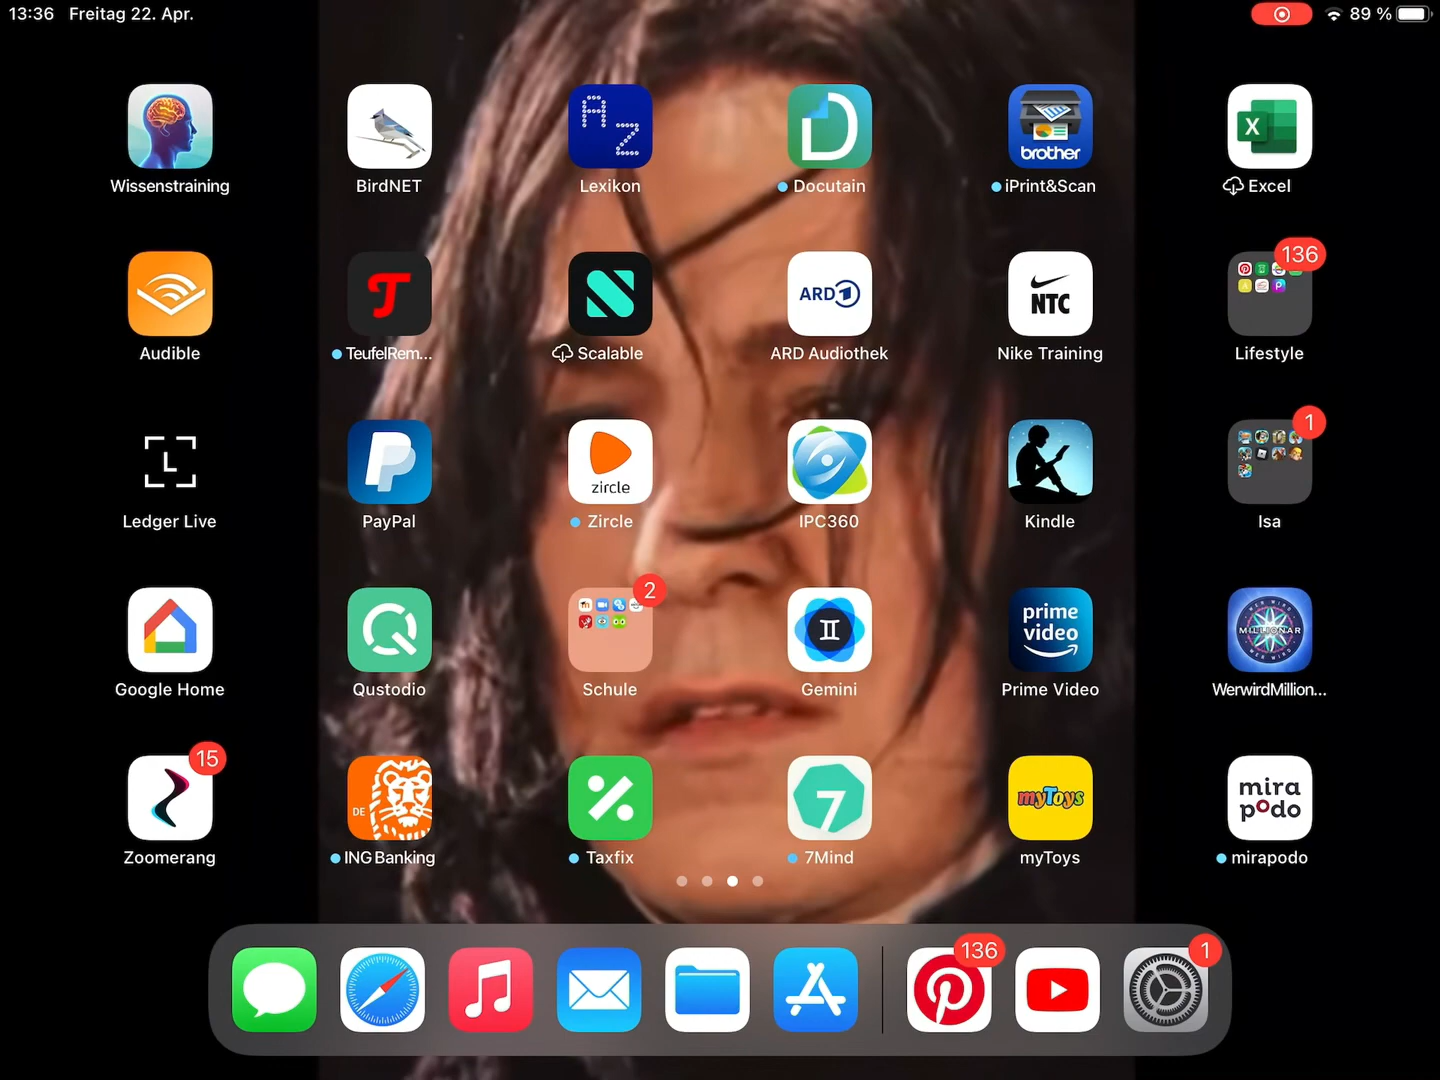 13:36 Freitag 22. Apr.
89 %
A
Z
brother
X
Wissenstraining
BirdNET
Lexikon
Docutain
iPrint&Scan
Excel
T
ARD 1
NTC
136
Audible
TeufelRem...
Scalable
ARD Audiothek
Nike Training
Lifestyle
L
zircle
1
Ledger Live
PayPal
Zircle
IPC360
Kindle
Isa
2
prime
video
MILLIONÄR
Google Home
Qustodio
Schule
Gemini
Prime Video
WerwirdMillion...
15
DE
7
myToys
mira
podo
Zoomerang
ING Banking
Taxfix
7Mind
myToys
mirapodo
136
1